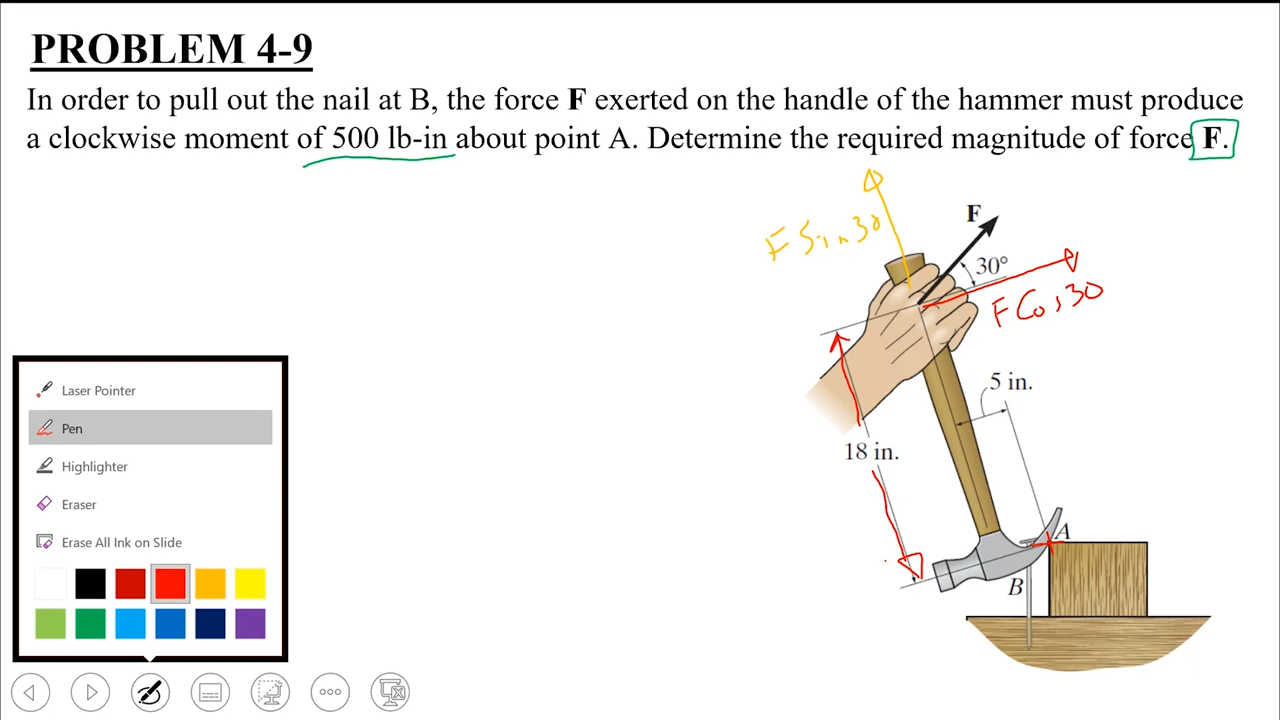 PROBLEM 4-9
In order to pull out the nail at B, the force F exerted on the handle of the hammer must produce
a clockwise moment of 500 lb-in about point A. Determine the required magnitude of force F.
F Sin 30
F
30°
F Cos 30
5 in.
18 in.
A
B
Laser Pointer
Pen
Highlighter
Eraser
Erase All Ink on Slide